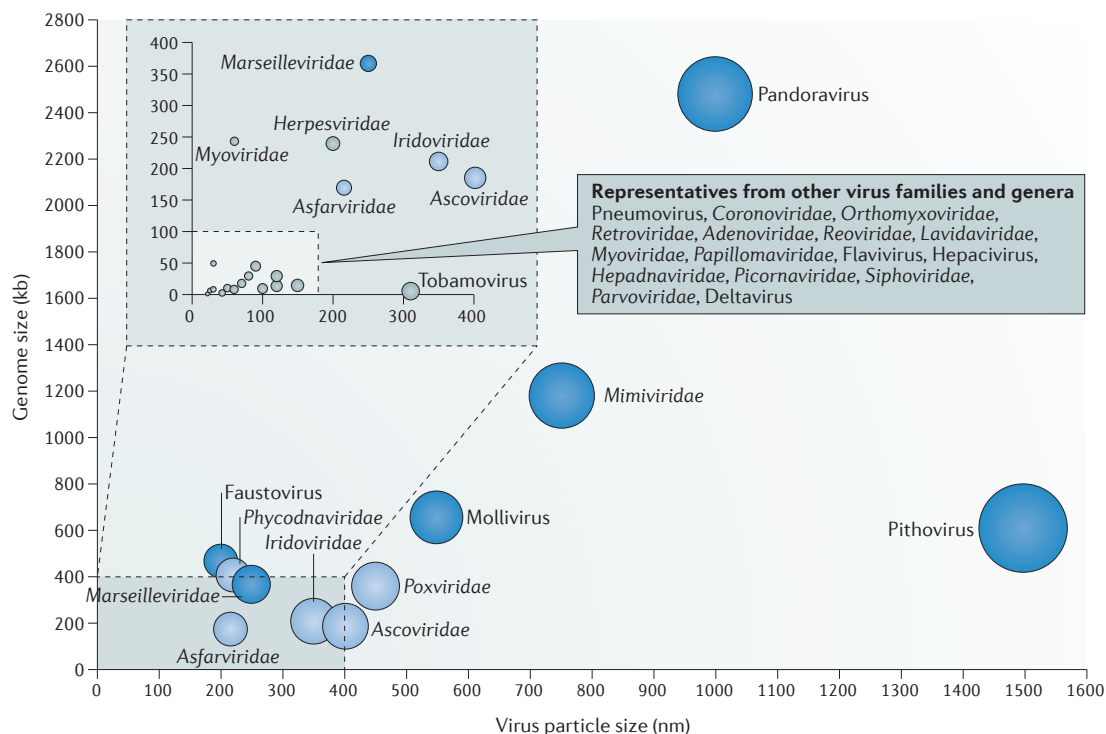 2800
2600
2400
2200
2000
1800
1600
1400
1200
1000
800
600
400
200
0
Genome size (kb)
400
350
300
250
200
150
100
50
0
0
100
200
300
400
Marseilleviridae
Herpesviridae
Iridoviridae
Myoviridae
Asfarviridae
Ascoviridae
Tobamovirus
Pandoravirus
Representatives from other virus families and genera
Pneumovirus, Coronoviridae, Orthomyxoviridae,
Retroviridae, Adenoviridae, Reoviridae, Lavidaviridae,
Myoviridae, Papillomaviridae, Flavivirus, Hepacivirus,
Hepadnaviridae, Picornaviridae, Siphoviridae,
Parvoviridae, Deltavirus
Mimiviridae
Faustovirus
Phycodnaviridae
Iridoviridae
Mollivirus
Pithovirus
Marseilleviridae
Poxviridae
Ascoviridae
Asfarviridae
0
100
200
300
400
500
600
700
800
900
1000
1100
1200
1300
1400
1500
1600
Virus particle size (nm)